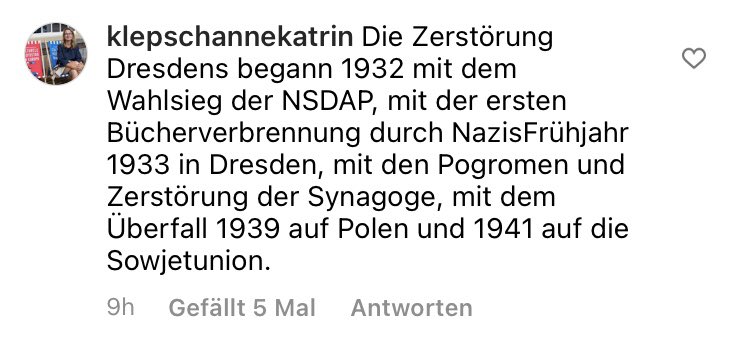 klepschannekatrin Die Zerstörung
Dresdens begann 1932 mit dem
Wahlsieg der NSDAP, mit der ersten
Bücherverbrennung durch NazisFrühjahr
1933 in Dresden, mit den Pogromen und
Zerstörung der Synagoge, mit dem
Überfall 1939 auf Polen und 1941 auf die
Sowjetunion.
9h Gefällt 5 Mal Antworten